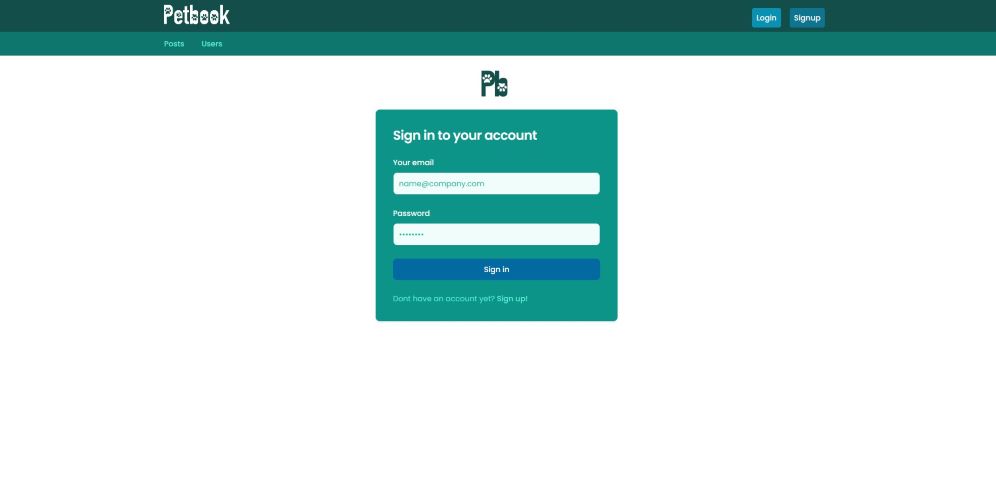 Petbook
Login Signup
Posts Users
Pb
Sign in to your account
Your email
name@company.com
Password
••••••••
Sign in
Dont have an account yet? Sign up!